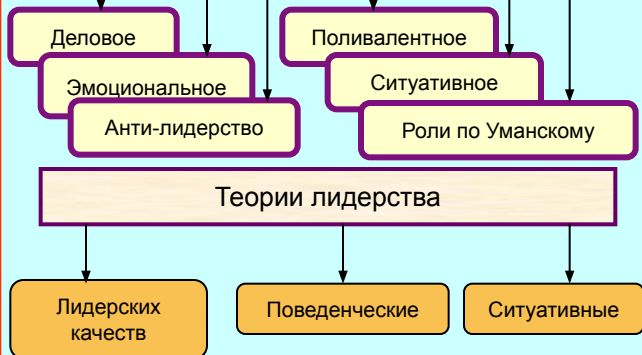 Деловое
Эмоциональное
Анти-лидерство
Поливалентное
Ситуативное
Роли по Уманскому
Теории лидерства
Лидерских
качеств
Поведенческие
Ситуативные